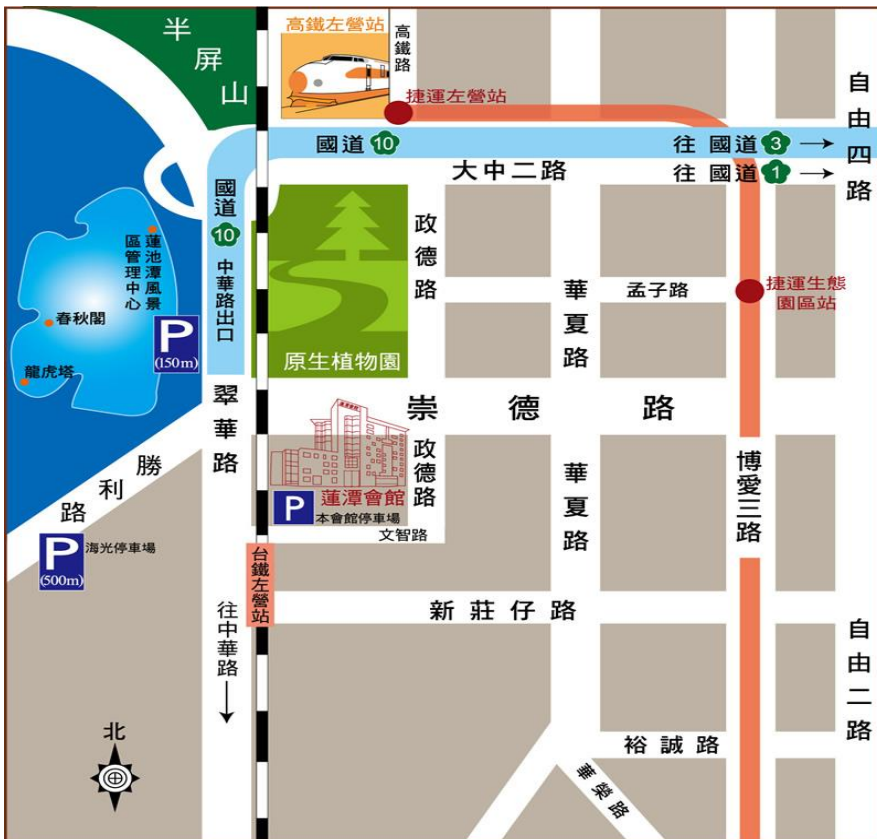 半屏山
高鐵左營站
高鐵路
捷運左營站
自由四路
國道 10
往 國道 3
大中二路
往 國道 1
國道 10 中華路出口
政德路
蓮池潭風景
區管理中心
華夏路
孟子路
捷運生態
園區站
春秋閣
P
(150m)
龍虎塔
原生植物園
翠華路
崇德路
蓮潭會館
政德路
華夏路
博愛三路
勝利路
P
蓮潭會館
本會館停車場
文智路
P
(500m)
海光停車場
台鐵左營站
往中華路
新莊仔路
自由二路
北
裕誠路
華榮路